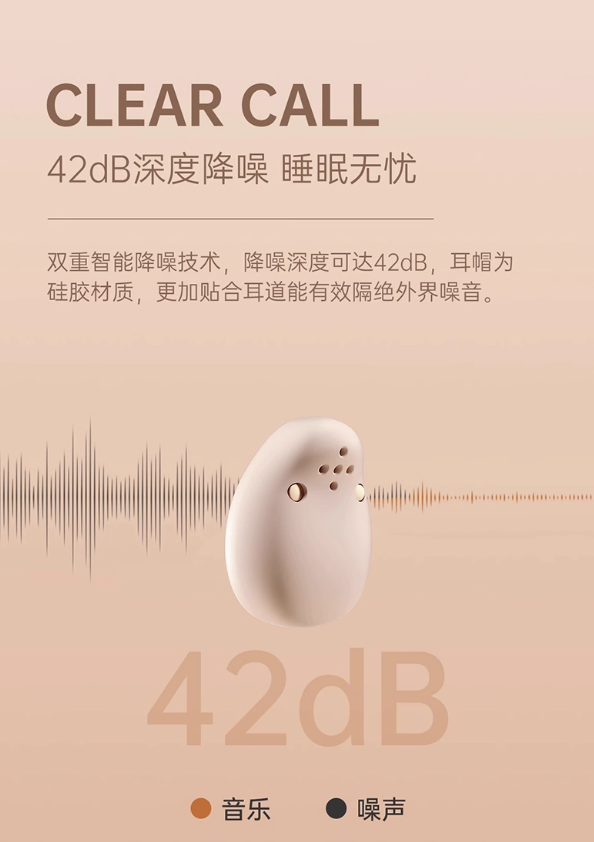 CLEAR CALL
42dB深度降噪 睡眠无忧
双重智能降噪技术，降噪深度可达42dB，耳帽为
硅胶材质，更加贴合耳道能有效隔绝外界噪音。
42dB
音乐 噪声